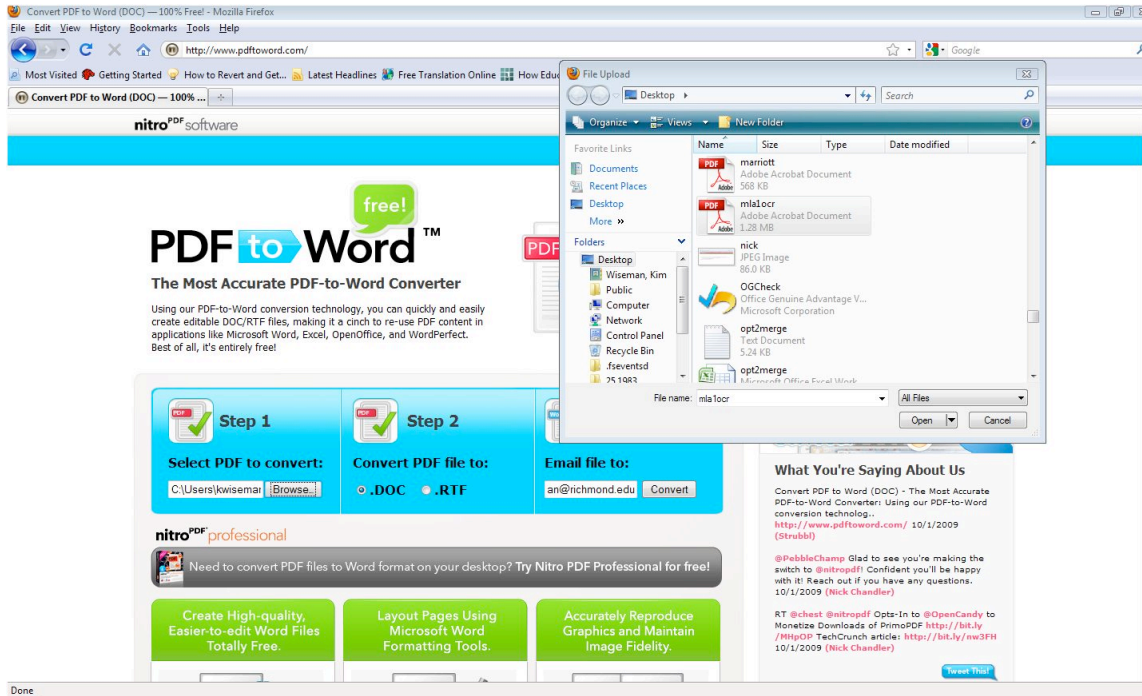 Convert PDF to Word (DOC) — 100% Free! - Mozilla Firefox
File Edit View History Bookmarks Tools Help
http://www.pdftoword.com/
Google
Most Visited Getting Started How to Revert and Get... Latest Headlines Free Translation Online How Educ
Convert PDF to Word (DOC) — 100% ...
nitroPDF software
free!
PDF to Word™
PDF
The Most Accurate PDF-to-Word Converter
Using our PDF-to-Word conversion technology, you can quickly and easily
create editable DOC/RTF files, making it a cinch to re-use PDF content in
applications like Microsoft Word, Excel, OpenOffice, and WordPerfect.
Best of all, it's entirely free!
Step 1
Select PDF to convert:
C:\Users\kwisemar Browse..
Step 2
Convert PDF file to:
.DOC .RTF
Email file to:
an@richmond.edu Convert
nitroPDF professional
Need to convert PDF files to Word format on your desktop? Try Nitro PDF Professional for free!
Create High-quality,
Easier-to-edit Word Files
Totally Free.
Layout Pages Using
Microsoft Word
Formatting Tools.
Accurately Reproduce
Graphics and Maintain
Image Fidelity.
File Upload
Desktop
Search
Organize Views New Folder
Favorite Links
Documents
Recent Places
Desktop
More »
Folders
Desktop
Wiseman, Kim
Public
Computer
Network
Control Panel
Recycle Bin
.fseventsd
25.1983
Name Size Type Date modified
marriott
Adobe Acrobat Document
568 KB
mla1ocr
Adobe Acrobat Document
1.28 MB
nick
JPEG Image
86.0 KB
OGCheck
Office Genuine Advantage V...
Microsoft Corporation
opt2merge
Text Document
5.24 KB
opt2merge
Microsoft Office Excel Work
File name: mla1ocr
All Files
Open Cancel
What You're Saying About Us
Convert PDF to Word (DOC) - The Most Accurate
PDF-to-Word Converter: Using our PDF-to-Word
conversion technolog..
http://www.pdftoword.com/ 10/1/2009
(Strubbl)
@PebbleChamp Glad to see you're making the
switch to @nitropdf! Confident you'll be happy
with it! Reach out if you have any questions.
10/1/2009 (Nick Chandler)
RT @chest @nitropdf Opts-In to @OpenCandy to
Monetize Downloads of PrimoPDF http://bit.ly
/MHpOP TechCrunch article: http://bit.ly/nw3FH
10/1/2009 (Nick Chandler)
Tweet This!
Done